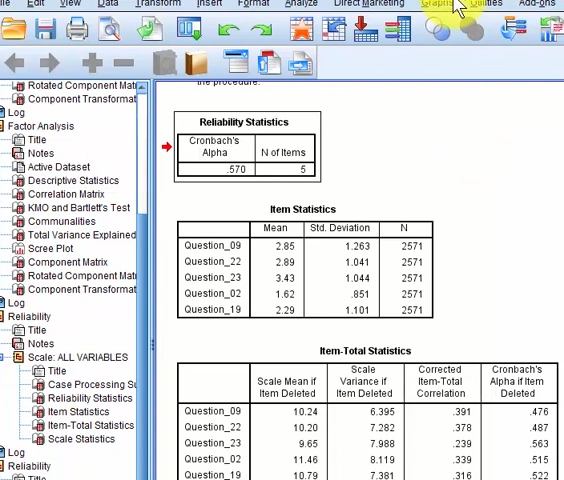 Edit View Data Transform Insert Format Analyze Direct Marketing Graphs Utilities Add-ons
the procedure.
Rotated Component Matr
Component Transformat
Log
Factor Analysis
Title
Notes
Active Dataset
Descriptive Statistics
Correlation Matrix
KMO and Bartlett's Test
Communalities
Total Variance Explained
Scree Plot
Component Matrix
Rotated Component Matr
Component Transformat
Log
Reliability
Title
Notes
Scale: ALL VARIABLES
Title
Case Processing Su
Reliability Statistics
Item Statistics
Item-Total Statistics
Scale Statistics
Log
Reliability
Title
Reliability Statistics
Cronbach's
Alpha N of Items
.570 5
Item Statistics
Mean Std. Deviation N
Question_09 2.85 1.263 2571
Question_22 2.89 1.041 2571
Question_23 3.43 1.044 2571
Question_02 1.62 .851 2571
Question_19 2.29 1.101 2571
Item-Total Statistics
Scale Mean if Item Deleted Scale Variance if Item Deleted Corrected Item-Total Correlation Cronbach's Alpha if Item Deleted
Question_09 10.24 6.395 .391 .476
Question_22 10.20 7.282 .378 .487
Question_23 9.65 7.988 .239 .563
Question_02 11.46 8.119 .339 .515
Question_19 10.79 7.381 .316 .522